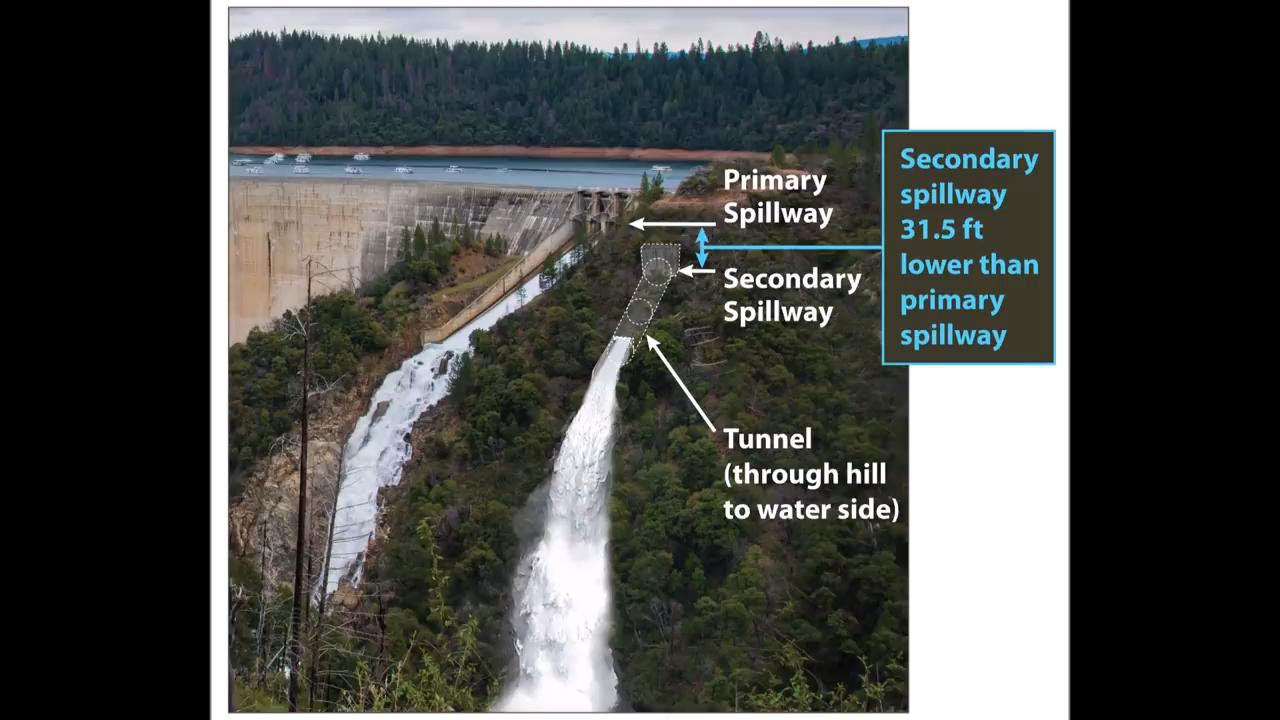 Primary
Spillway
Secondary
Spillway
Tunnel
(through hill
to water side)
Secondary
spillway
31.5 ft
lower than
primary
spillway